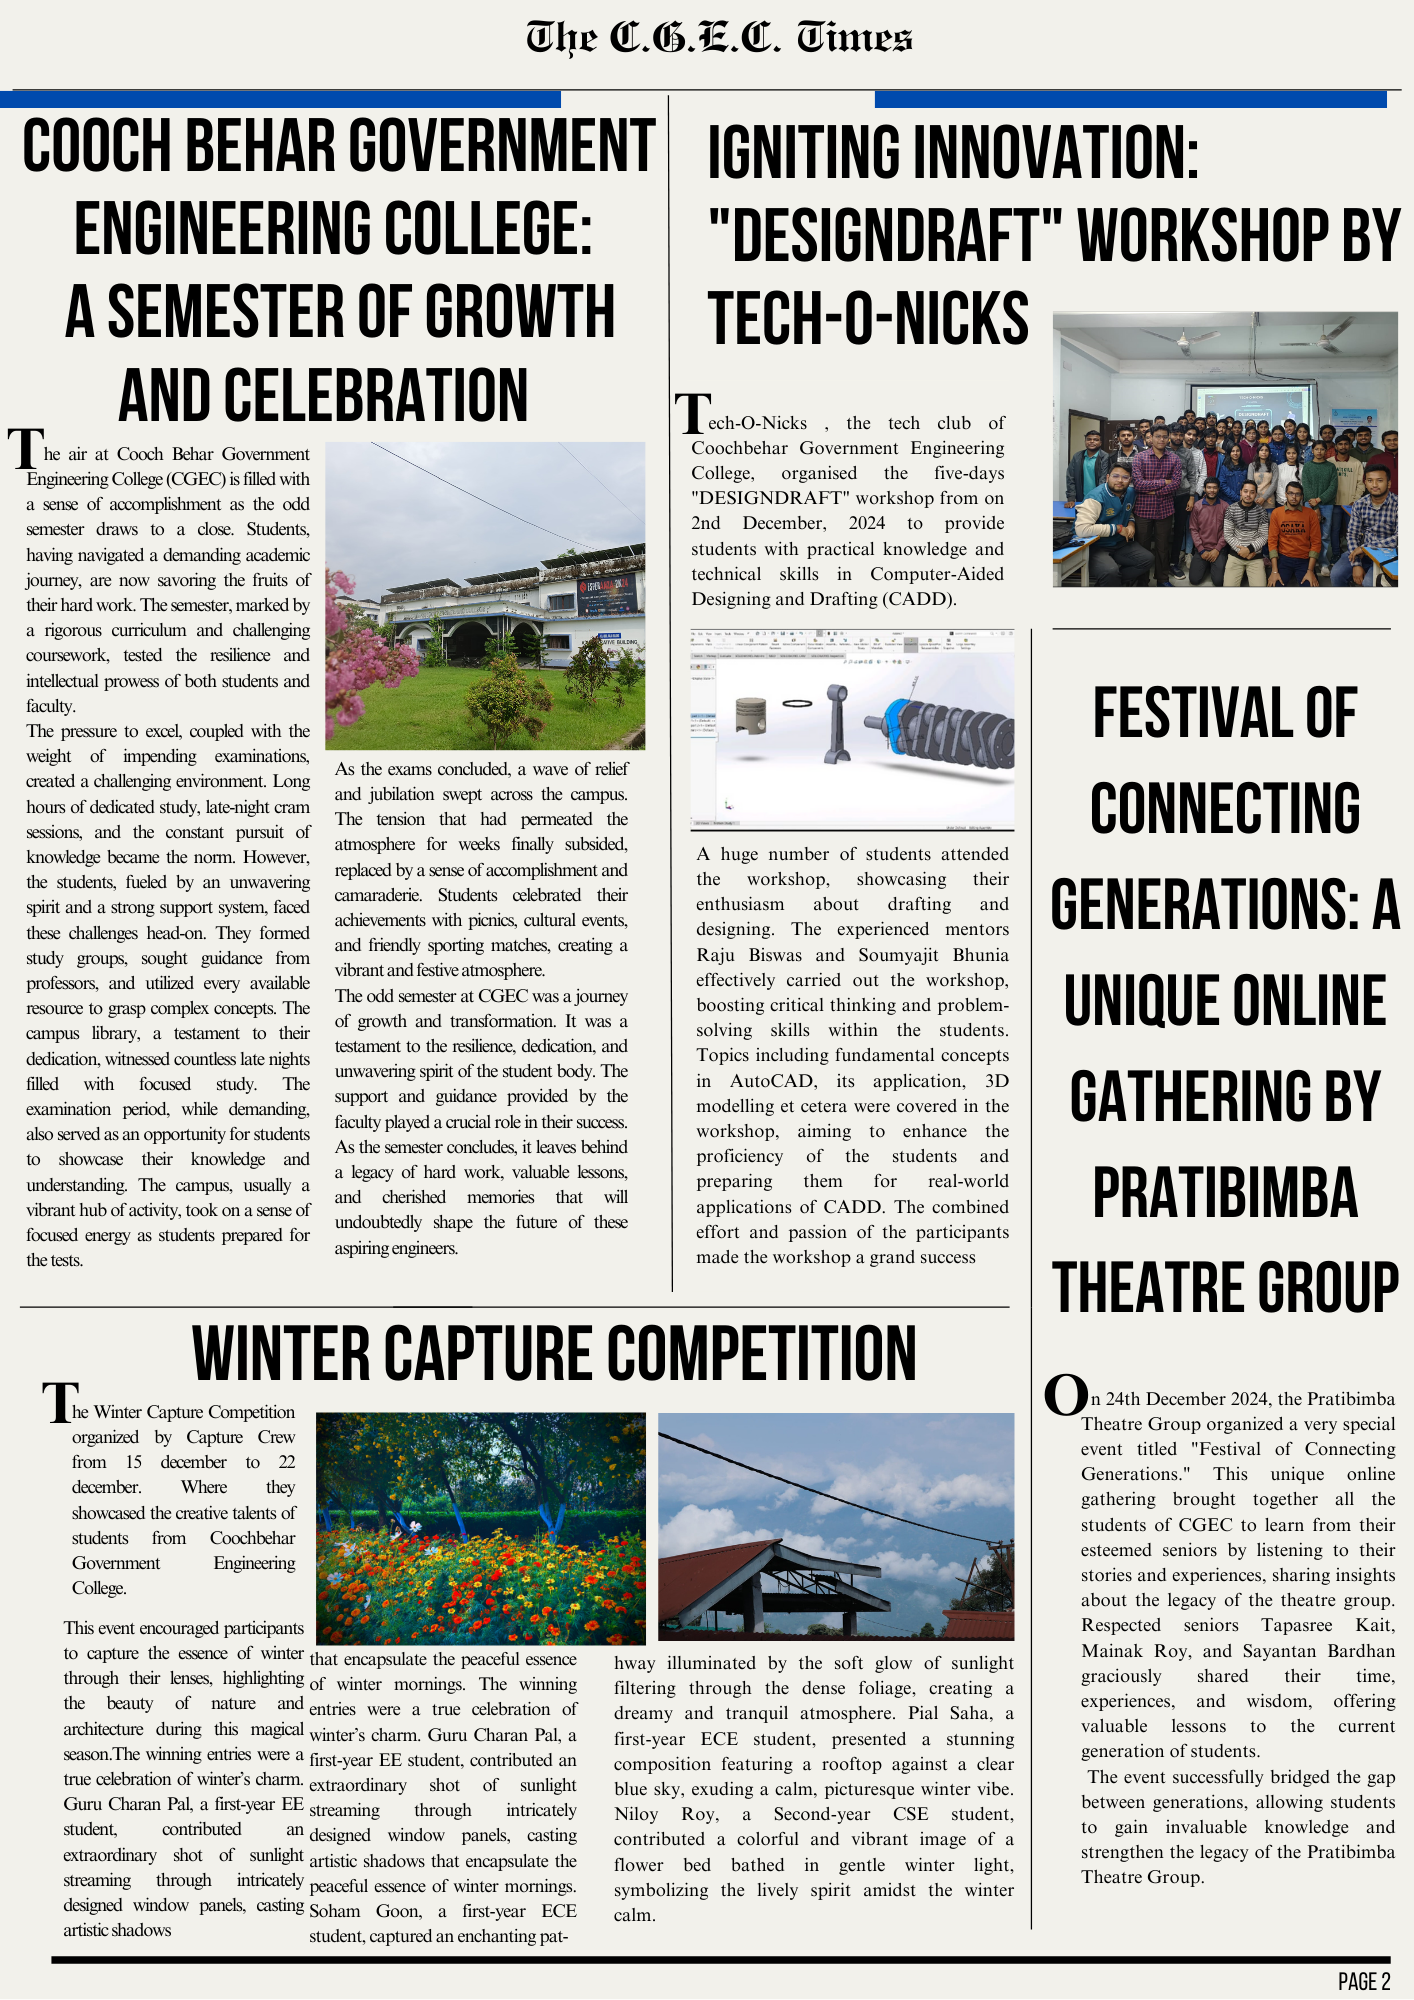 The C.G.E.C. Times
COOCH BEHAR GOVERNMENT
ENGINEERING COLLEGE:
A SEMESTER OF GROWTH
AND CELEBRATION
The air at Cooch Behar Government
Engineering College (CGEC) is filled with
a sense of accomplishment as the odd
semester draws to a close. Students,
having navigated a demanding academic
journey, are now savoring the fruits of
their hard work. The semester, marked by
a rigorous curriculum and challenging
coursework, tested the resilience and
intellectual prowess of both students and
faculty.
The pressure to excel, coupled with the
weight of impending examinations,
created a challenging environment. Long
hours of dedicated study, late-night cram
sessions, and the constant pursuit of
knowledge became the norm. However,
the students, fueled by an unwavering
spirit and a strong support system, faced
these challenges head-on. They formed
study groups, sought guidance from
professors, and utilized every available
resource to grasp complex concepts. The
campus library, a testament to their
dedication, witnessed countless late nights
filled with focused study. The
examination period, while demanding,
also served as an opportunity for students
to showcase their knowledge and
understanding. The campus, usually a
vibrant hub of activity, took on a sense of
focused energy as students prepared for
the tests.
As the exams concluded, a wave of relief
and jubilation swept across the campus.
The tension that had permeated the
atmosphere for weeks finally subsided,
replaced by a sense of accomplishment and
camaraderie. Students celebrated their
achievements with picnics, cultural events,
and friendly sporting matches, creating a
vibrant and festive atmosphere.
The odd semester at CGEC was a journey
of growth and transformation. It was a
testament to the resilience, dedication, and
unwavering spirit of the student body. The
support and guidance provided by the
faculty played a crucial role in their success.
As the semester concludes, it leaves behind
a legacy of hard work, valuable lessons,
and cherished memories that will
undoubtedly shape the future of these
aspiring engineers.
IGNITING INNOVATION:
"DESIGNDRAFT" WORKSHOP BY
TECH-O-NICKS
Tech-O-Nicks , the tech club of
Coochbehar Government Engineering
College, organised the five-days
"DESIGNDRAFT" workshop from on
2nd December, 2024 to provide
students with practical knowledge and
technical skills in Computer-Aided
Designing and Drafting (CADD).
A huge number of students attended
the workshop, showcasing their
enthusiasm about drafting and
designing. The experienced mentors
Raju Biswas and Soumyajit Bhunia
effectively carried out the workshop,
boosting critical thinking and problem-
solving skills within the students.
Topics including fundamental concepts
in AutoCAD, its application, 3D
modelling et cetera were covered in the
workshop, aiming to enhance the
proficiency of the students and
preparing them for real-world
applications of CADD. The combined
effort and passion of the participants
made the workshop a grand success
FESTIVAL OF
CONNECTING
GENERATIONS: A
UNIQUE ONLINE
GATHERING BY
PRATIBIMBA
THEATRE GROUP
On 24th December 2024, the Pratibimba
Theatre Group organized a very special
event titled "Festival of Connecting
Generations." This unique online
gathering brought together all the
students of CGEC to learn from their
esteemed seniors by listening to their
stories and experiences, sharing insights
about the legacy of the theatre group.
Respected seniors Tapasree Kait,
Mainak Roy, and Sayantan Bardhan
graciously shared their time,
experiences, and wisdom, offering
valuable lessons to the current
generation of students.
The event successfully bridged the gap
between generations, allowing students
to gain invaluable knowledge and
strengthen the legacy of the Pratibimba
Theatre Group.
WINTER CAPTURE COMPETITION
The Winter Capture Competition
organized by Capture Crew
from 15 december to 22
december. Where they
showcased the creative talents of
students from Coochbehar
Government Engineering
College.
This event encouraged participants
to capture the essence of winter
through their lenses, highlighting
the beauty of nature and
architecture during this magical
season.The winning entries were a
true celebration of winter’s charm.
Guru Charan Pal, a first-year EE
student, contributed an
extraordinary shot of sunlight
streaming through intricately
designed window panels, casting
artistic shadows
that encapsulate the peaceful essence
of winter mornings. The winning
entries were a true celebration of
winter’s charm. Guru Charan Pal, a
first-year EE student, contributed an
extraordinary shot of sunlight
streaming through intricately
designed window panels, casting
artistic shadows that encapsulate the
peaceful essence of winter mornings.
Soham Goon, a first-year ECE
student, captured an enchanting pat-
hway illuminated by the soft glow of sunlight
filtering through the dense foliage, creating a
dreamy and tranquil atmosphere. Pial Saha, a
first-year ECE student, presented a stunning
composition featuring a rooftop against a clear
blue sky, exuding a calm, picturesque winter vibe.
Niloy Roy, a Second-year CSE student,
contributed a colorful and vibrant image of a
flower bed bathed in gentle winter light,
symbolizing the lively spirit amidst the winter
calm.
PAGE 2